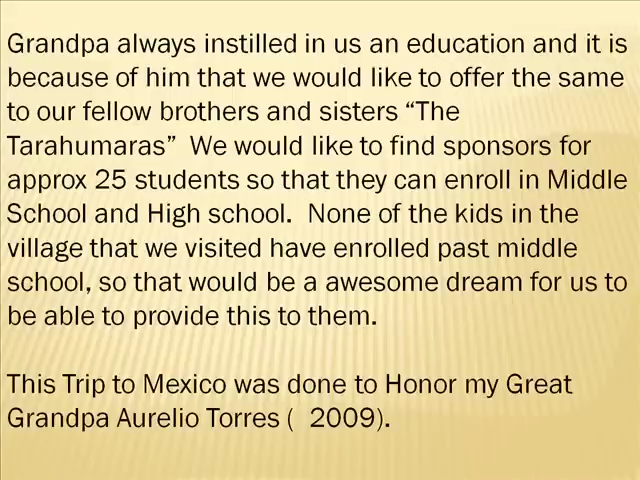 Grandpa always instilled in us an education and it is
because of him that we would like to offer the same
to our fellow brothers and sisters “The
Tarahumaras”  We would like to find sponsors for
approx 25 students so that they can enroll in Middle
School and High school.  None of the kids in the
village that we visited have enrolled past middle
school, so that would be a awesome dream for us to
be able to provide this to them.
This Trip to Mexico was done to Honor my Great
Grandpa Aurelio Torres (  2009).